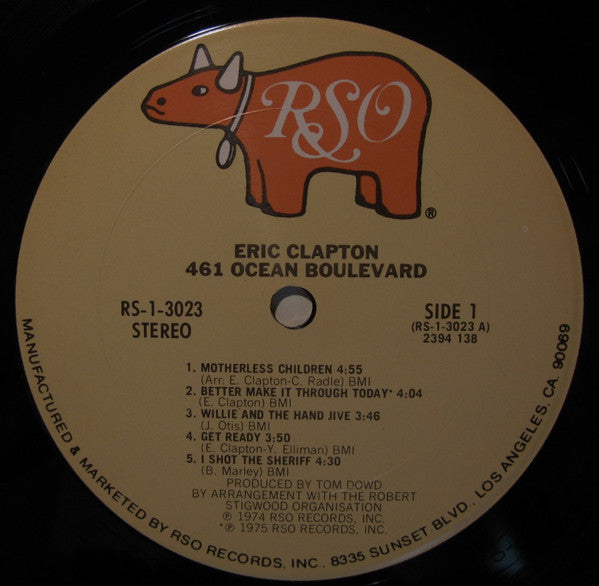 RSO
®
ERIC CLAPTON
461 OCEAN BOULEVARD
RS-1-3023
STEREO
SIDE 1
(RS-1-3023 A)
2394 138
1. MOTHERLESS CHILDREN 4:55
(Arr: E. Clapton-C. Radle) BMI
2. BETTER MAKE IT THROUGH TODAY* 4:04
(E. Clapton) BMI
3. WILLIE AND THE HAND JIVE 3:46
(J. Otis) BMI
4. GET READY 3:50
(E. Clapton-Y. Elliman) BMI
5. I SHOT THE SHERIFF 4:30
(B. Marley) BMI
PRODUCED BY TOM DOWD
BY ARRANGEMENT WITH THE ROBERT
STIGWOOD ORGANISATION
℗ 1974 RSO RECORDS, INC.
*℗ 1975 RSO RECORDS, INC.
MANUFACTURED & MARKETED BY RSO RECORDS, INC. 8335 SUNSET BLVD., LOS ANGELES, CA. 90069